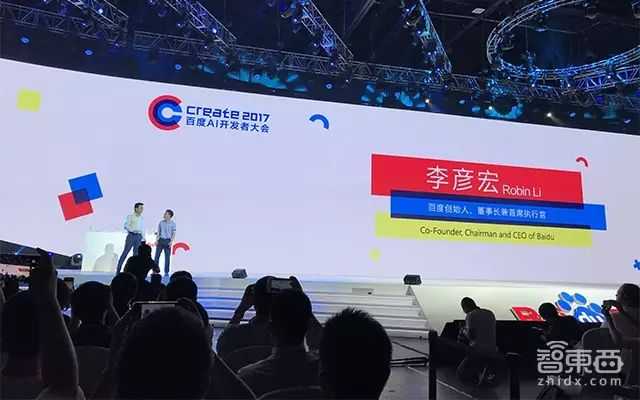 Create 2017
百度AI开发者大会
李彦宏 Robin Li
百度创始人、董事长兼首席执行官
Co-Founder, Chairman and CEO of Baidu
智東西
zhidx.com